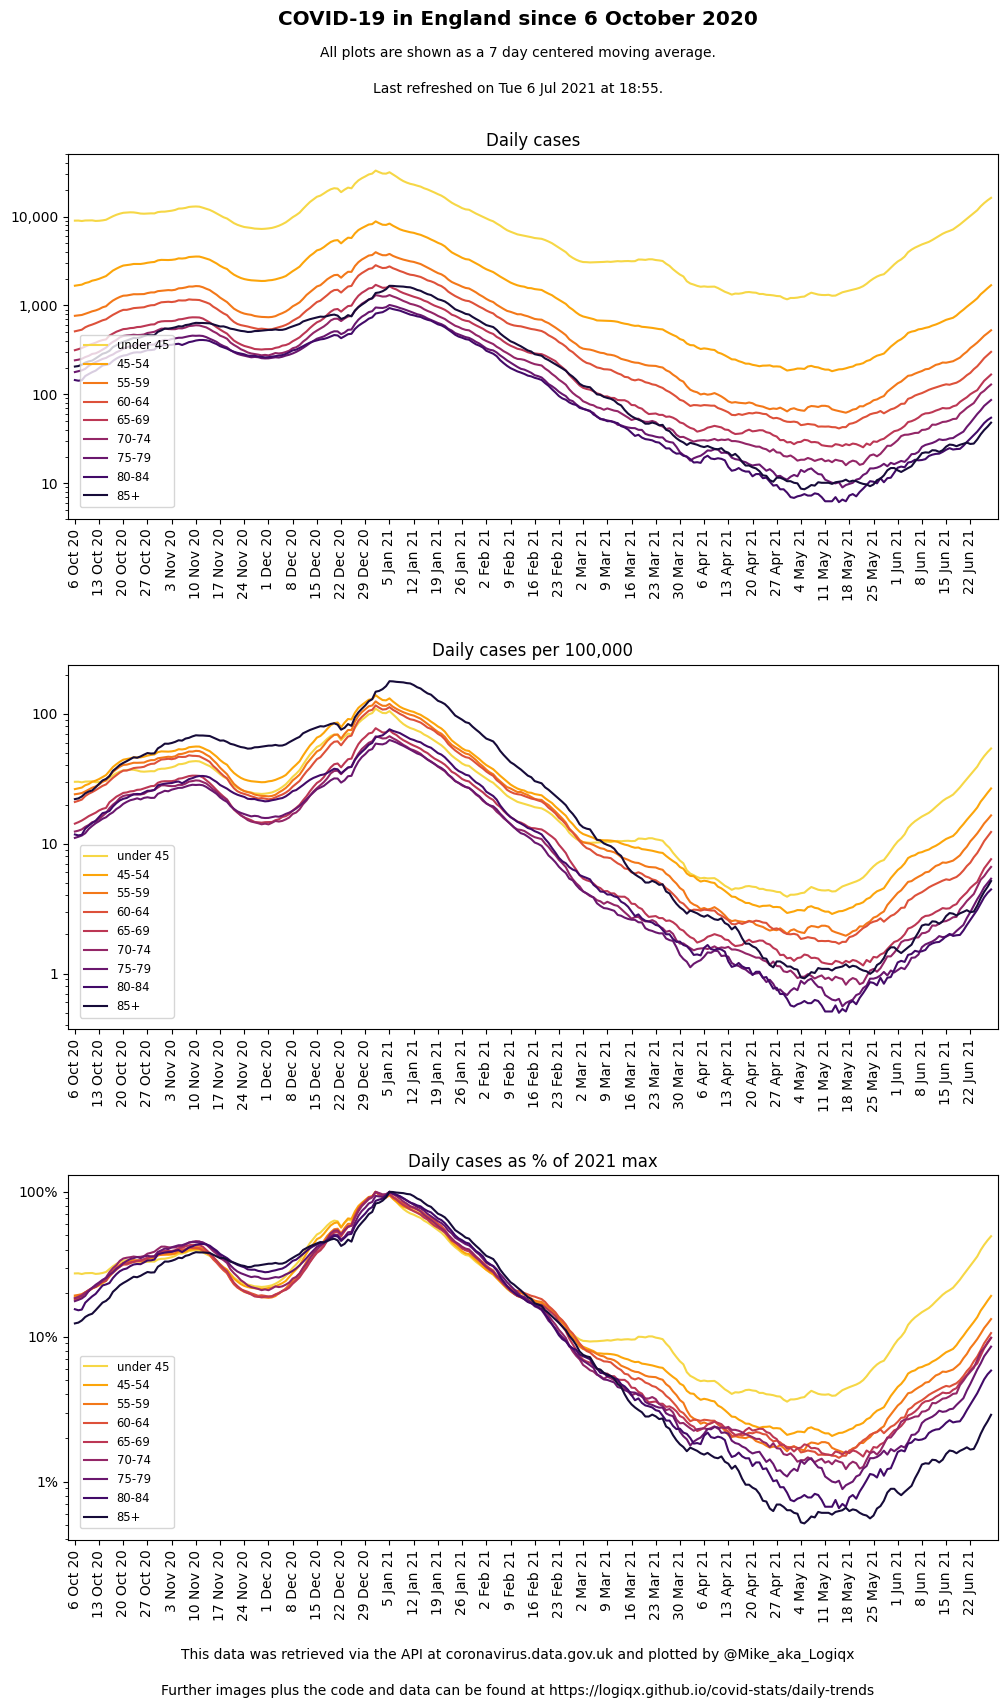 COVID-19 in England since 6 October 2020
All plots are shown as a 7 day centered moving average.
Last refreshed on Tue 6 Jul 2021 at 18:55.
Daily cases
10,000
1,000
100
10
under 45
45-54
55-59
60-64
65-69
70-74
75-79
80-84
85+
6 Oct 20
13 Oct 20
20 Oct 20
27 Oct 20
3 Nov 20
10 Nov 20
17 Nov 20
24 Nov 20
1 Dec 20
8 Dec 20
15 Dec 20
22 Dec 20
29 Dec 20
5 Jan 21
12 Jan 21
19 Jan 21
26 Jan 21
2 Feb 21
9 Feb 21
16 Feb 21
23 Feb 21
2 Mar 21
9 Mar 21
16 Mar 21
23 Mar 21
30 Mar 21
6 Apr 21
13 Apr 21
20 Apr 21
27 Apr 21
4 May 21
11 May 21
18 May 21
25 May 21
1 Jun 21
8 Jun 21
15 Jun 21
22 Jun 21
Daily cases per 100,000
100
10
1
under 45
45-54
55-59
60-64
65-69
70-74
75-79
80-84
85+
6 Oct 20
13 Oct 20
20 Oct 20
27 Oct 20
3 Nov 20
10 Nov 20
17 Nov 20
24 Nov 20
1 Dec 20
8 Dec 20
15 Dec 20
22 Dec 20
29 Dec 20
5 Jan 21
12 Jan 21
19 Jan 21
26 Jan 21
2 Feb 21
9 Feb 21
16 Feb 21
23 Feb 21
2 Mar 21
9 Mar 21
16 Mar 21
23 Mar 21
30 Mar 21
6 Apr 21
13 Apr 21
20 Apr 21
27 Apr 21
4 May 21
11 May 21
18 May 21
25 May 21
1 Jun 21
8 Jun 21
15 Jun 21
22 Jun 21
Daily cases as % of 2021 max
100%
10%
1%
under 45
45-54
55-59
60-64
65-69
70-74
75-79
80-84
85+
6 Oct 20
13 Oct 20
20 Oct 20
27 Oct 20
3 Nov 20
10 Nov 20
17 Nov 20
24 Nov 20
1 Dec 20
8 Dec 20
15 Dec 20
22 Dec 20
29 Dec 20
5 Jan 21
12 Jan 21
19 Jan 21
26 Jan 21
2 Feb 21
9 Feb 21
16 Feb 21
23 Feb 21
2 Mar 21
9 Mar 21
16 Mar 21
23 Mar 21
30 Mar 21
6 Apr 21
13 Apr 21
20 Apr 21
27 Apr 21
4 May 21
11 May 21
18 May 21
25 May 21
1 Jun 21
8 Jun 21
15 Jun 21
22 Jun 21
This data was retrieved via the API at coronavirus.data.gov.uk and plotted by @Mike_aka_Logiqx
Further images plus the code and data can be found at https://logiqx.github.io/covid-stats/daily-trends